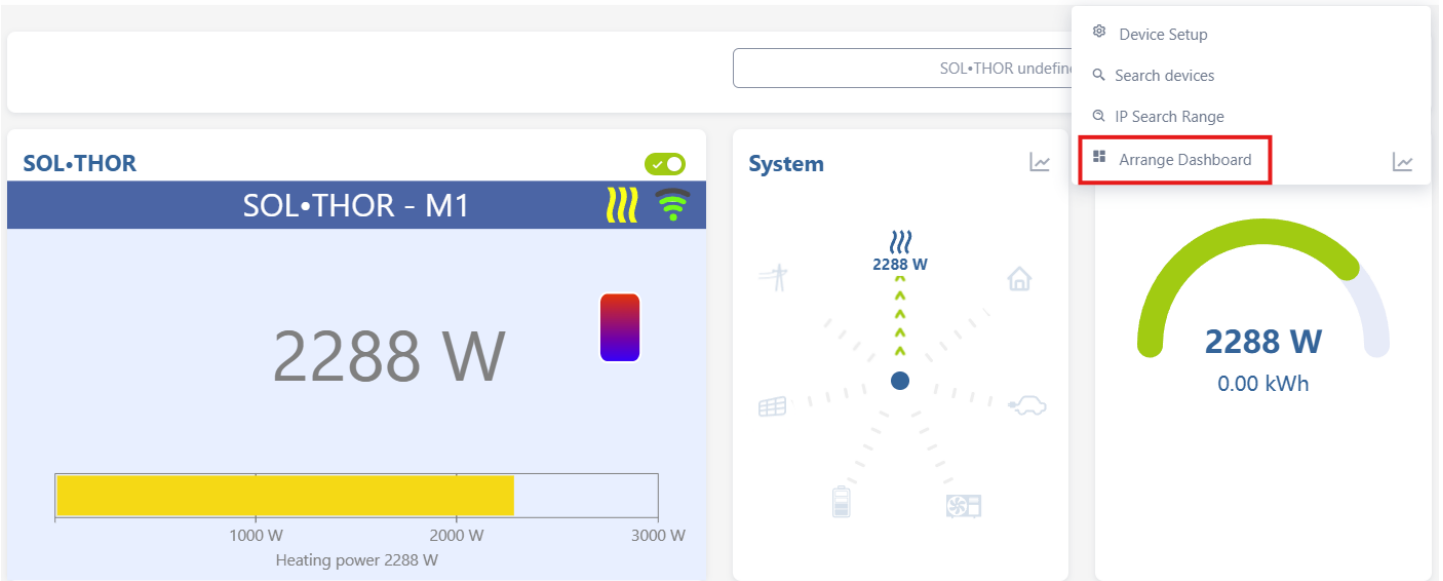 Device Setup
SOL•THOR undefin
Search devices
IP Search Range
Arrange Dashboard
SOL•THOR
SOL•THOR - M1
2288 W
1000 W 2000 W 3000 W
Heating power 2288 W
System
2288 W
2288 W
0.00 kWh